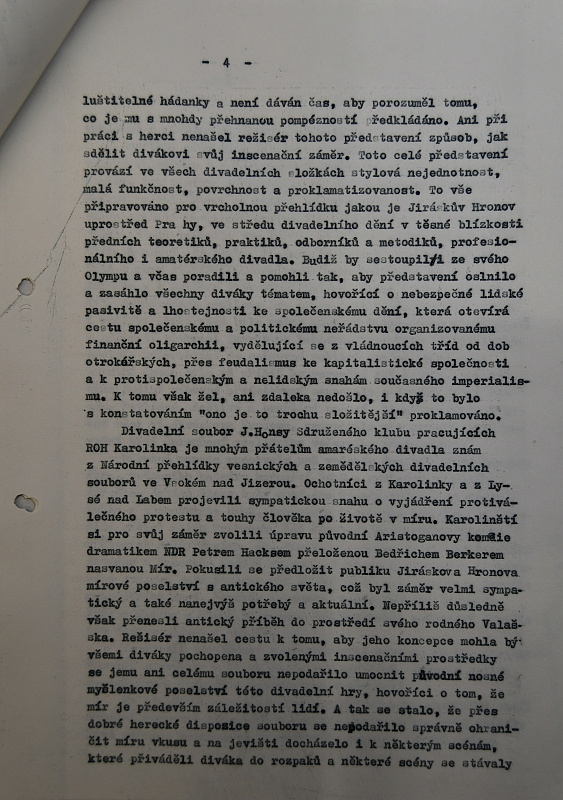 - 4 -
luštitelné hádanky a není dáván čas, aby porozuměl tomu,
co je mu s mnohdy přehnanou pompézností předkládáno. Ani při
práci s herci nenašel režisér tohoto představení způsob, jak
sdělit divákovi svůj inscenační záměr. Toto celé představení
provází ve všech divadelních složkách stylová nejednotnost,
malá funkčnost, povrchnost a proklamatizovanost. To vše
připravováno pro vrcholnou přehlídku jakou je Jiráskův Hronov
uprostřed Pra hy, ve středu divadelního dění v těsné blízkosti
předních teoretiků, praktiků, odborníků a metodiků, profesio-
nálního i amatérského divadla. Budiž by sestoupili ze svého
Olympu a včas poradili a pomohli tak, aby představení oslnilo
a zasáhlo všechny diváky tématem, hovořící o nebezpečné lidské
pasivitě a lhostejnosti ke společenskému dění, která otevírá
cestu společenskému a politickému neřádstvu organizovanému
finanční oligarchii, vydělující se z vládnoucích tříd od dob
otrokářských, přes feudalismus ke kapitalistické společnosti
a k protispolečenským a nelidským snahám současného imperialis-
mu. K tomu však žel, ani zdaleka nedošlo, i když to bylo
s konstatováním "ono je to trochu složitější" proklamováno.
Divadelní soubor J.Honsy Sdruženého klubu pracujících
ROH Karolinka je mnohým přátelům amaréského divadla znám
z Národní přehlídky vesnických a zemědělských divadelních
souborů ve Vsokém nad Jizerou. Ochotníci z Karolinky a z Ly-
sé nad Labem projevili sympatickou snahu o vyjádření protivá-
lečného protestu a touhy člověka po životě v míru. Karolinští
si pro svůj záměr zvolili úpravu původní Aristoganovy komedie
dramatikem NDR Petrem Hacksem přeloženou Bedřichem Berkerem
nasvanou Mír. Pokusili se předložit publiku Jiráskova Hronova
mírové poselství s antického světa, což byl záměr velmi sympa-
tický a také nanejvýš potřebý a aktuální. Nepříliš důsledně
však přenesli antický příběh do prostředí svého rodného Valaš-
ska. Režisér nenašel cestu k tomu, aby jeho koncepce mohla být
všemi diváky pochopena a zvolenými inscenačními prostředky
se jemu ani celému souboru nepodařilo umocnit původní nosné
myšlenkové poselství této divadelní hry, hovořící o tom, že
mír je především záležitostí lidí. A tak se stalo, že přes
dobré herecké dispozice souboru se nepodařilo správně ohrani-
čit míru vkusu a na jevišti docházelo i k některým scénám,
které přiváděli diváka do rozpaků a některé scény se stávaly